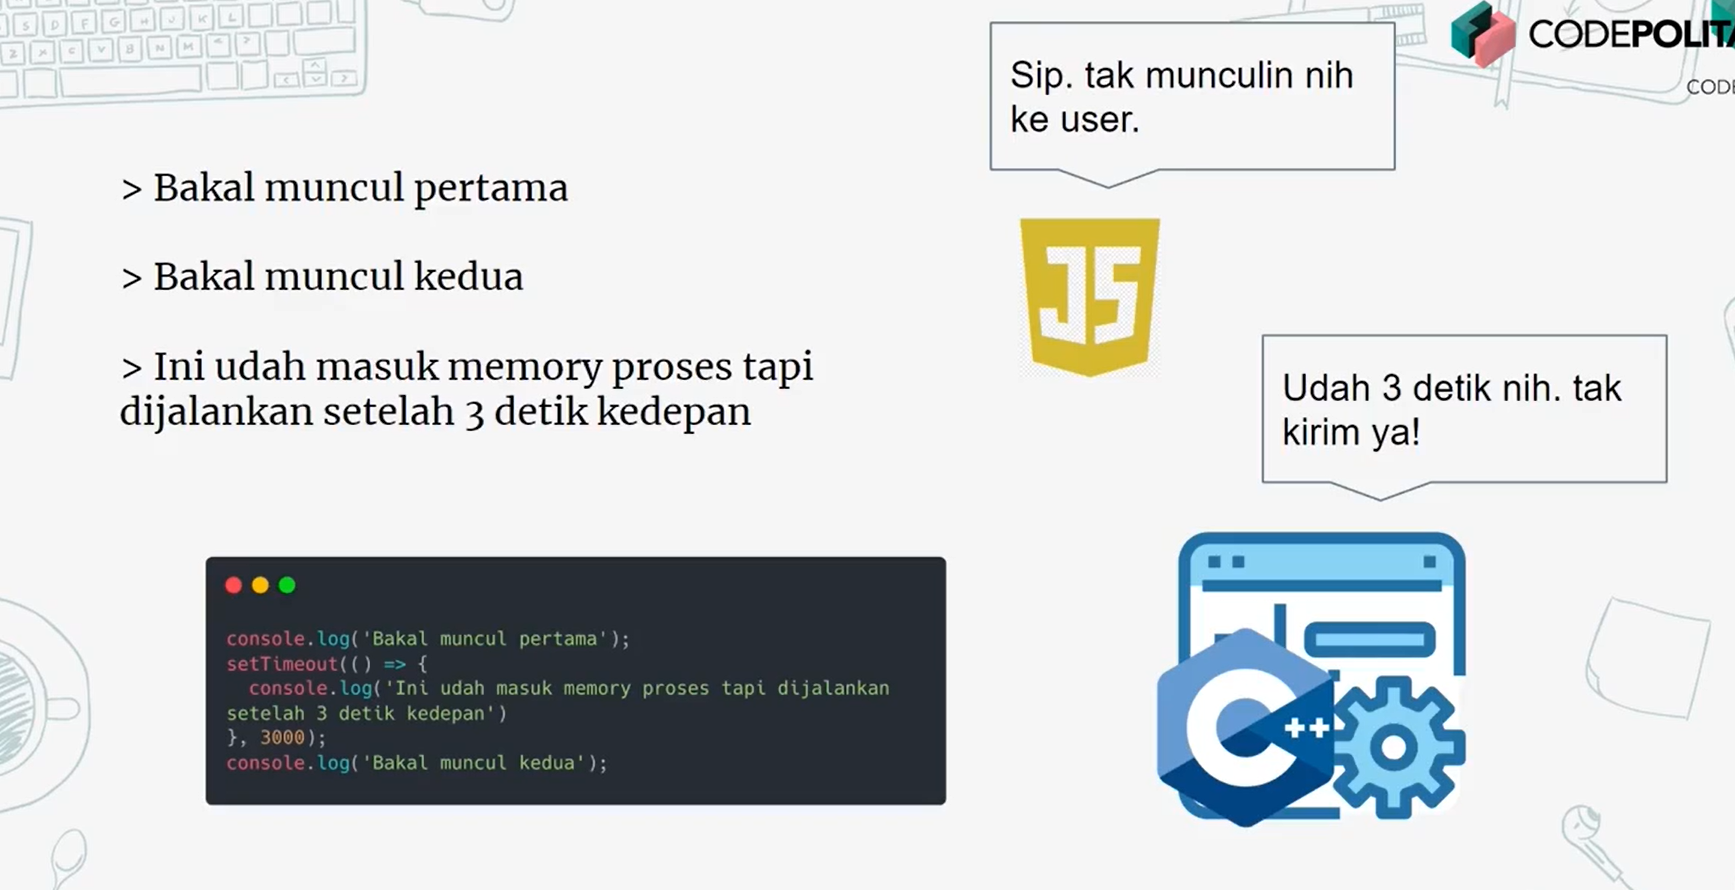 CODEPOLITA
CODE
Sip. tak munculin nih
ke user.
> Bakal muncul pertama
> Bakal muncul kedua
> Ini udah masuk memory proses tapi
dijalankan setelah 3 detik kedepan
JS
Udah 3 detik nih. tak
kirim ya!
console.log('Bakal muncul pertama');
setTimeout(() => {
  console.log('Ini udah masuk memory proses tapi dijalankan
setelah 3 detik kedepan')
}, 3000);
console.log('Bakal muncul kedua');
C++